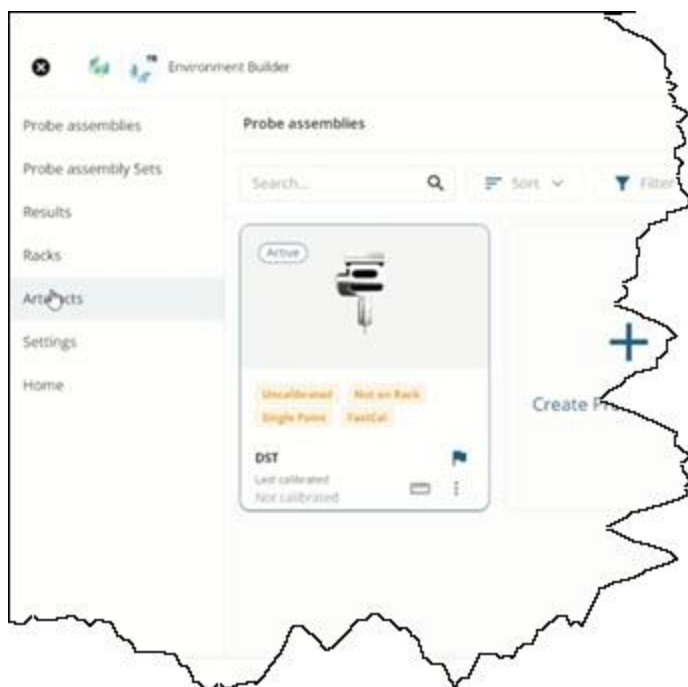 Environment Builder
Probe assemblies
Probe assembly Sets
Results
Racks
Artefacts
Settings
Home
Probe assemblies
Search...
Sort
Filter
Active
Uncalibrated
Not on Rack
Single Point
FastCal
DST
Last calibrated
Not calibrated
Create